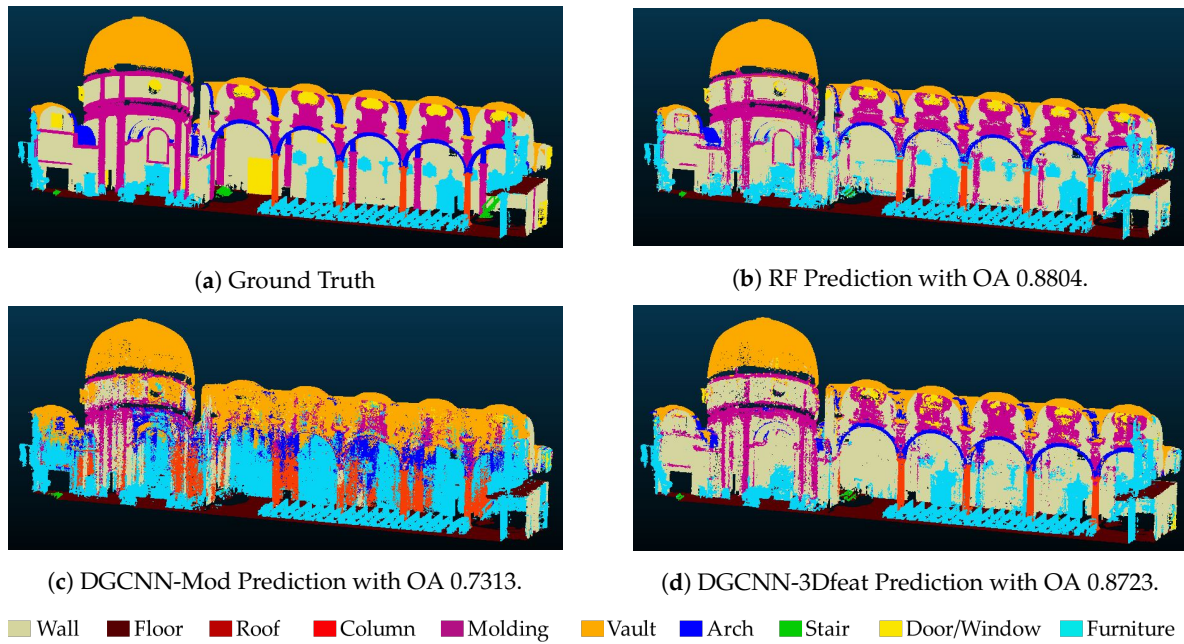 (a) Ground Truth
(b) RF Prediction with OA 0.8804.
(c) DGCNN-Mod Prediction with OA 0.7313.
(d) DGCNN-3Dfeat Prediction with OA 0.8723.
Wall Floor Roof Column Molding Vault Arch Stair Door/Window Furniture